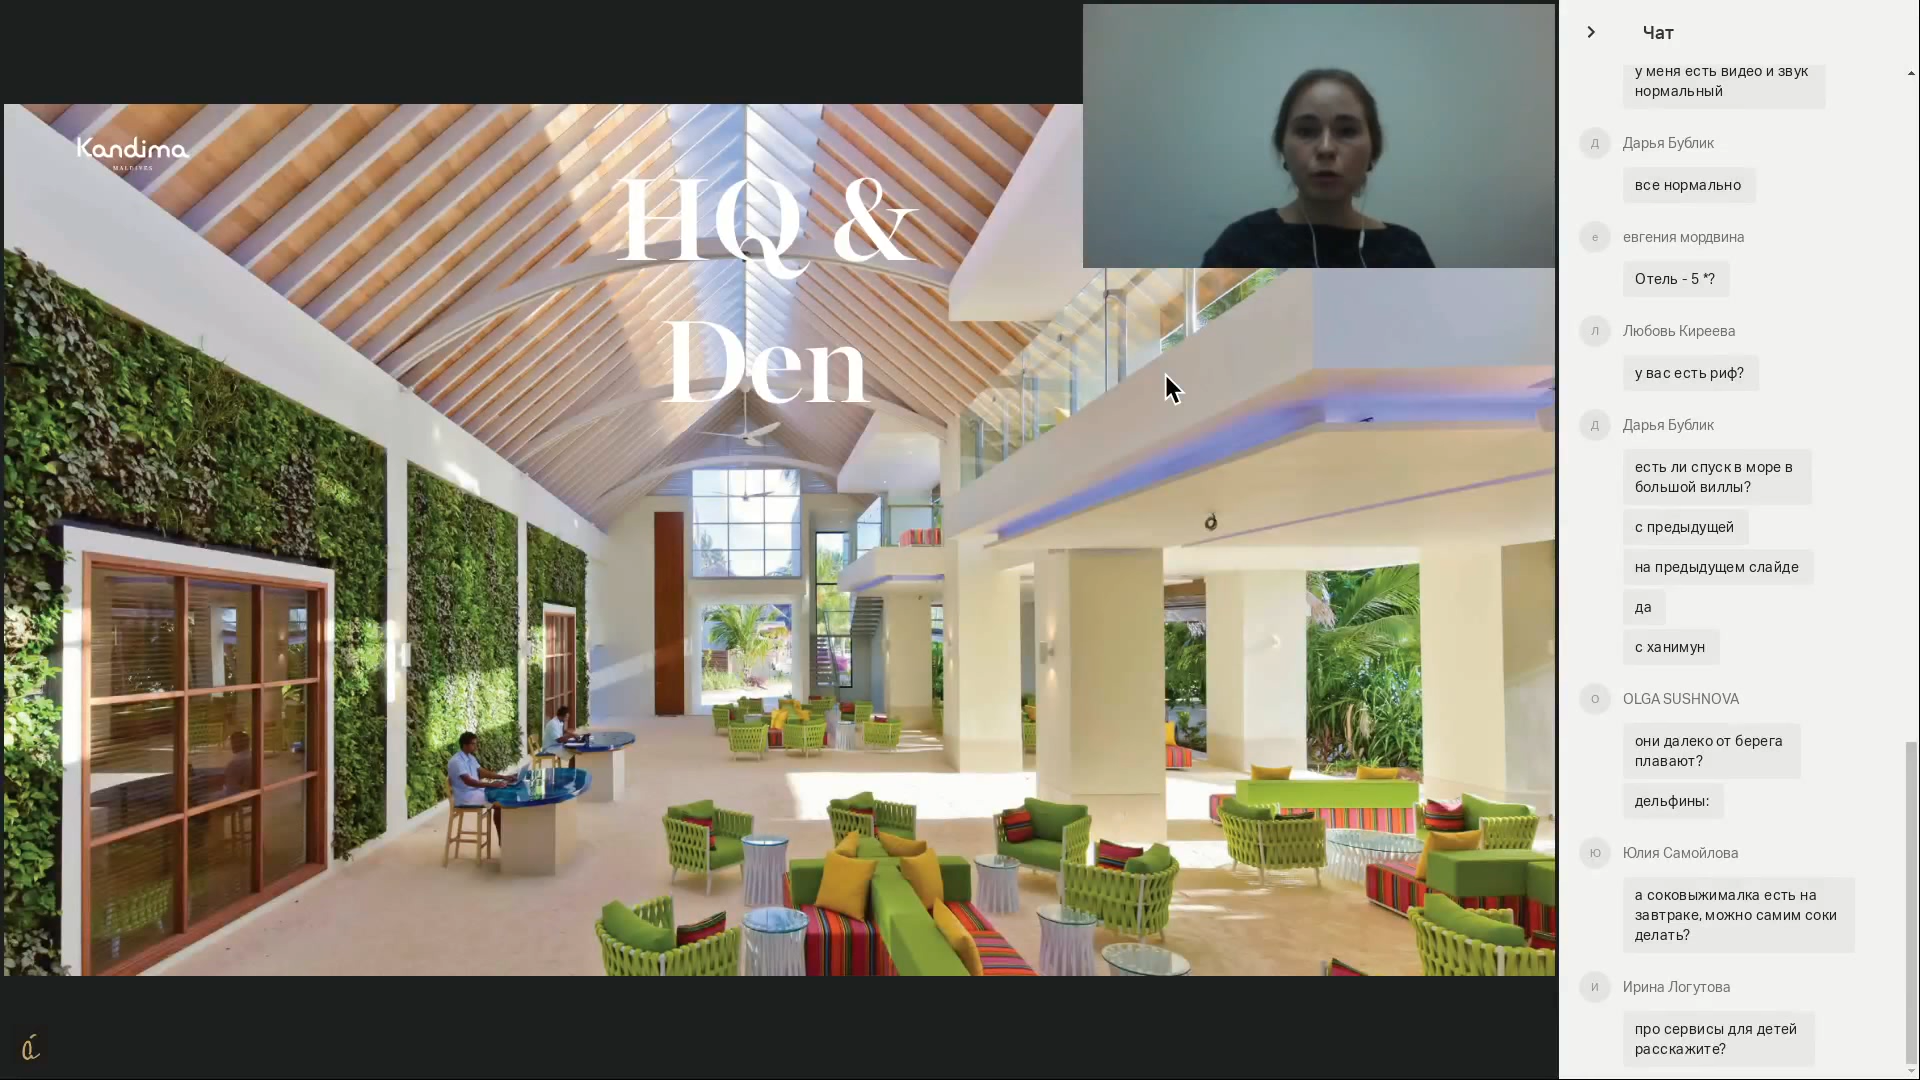 Kandima
MALDIVES
HQ &
Den
Чат
у меня есть видео и звук
нормальный
Д
Дарья Бублик
все нормально
е
евгения мордвина
Отель - 5 *?
Л
Любовь Киреева
у вас есть риф?
Д
Дарья Бублик
есть ли спуск в море в
большой виллы?
с предыдущей
на предыдущем слайде
да
с ханимун
O
OLGA SUSHNOVA
они далеко от берега
плавают?
дельфины:
Ю
Юлия Самойлова
а соковыжималка есть на
завтраке, можно самим соки
делать?
И
Ирина Логутова
про сервисы для детей
расскажите?
á